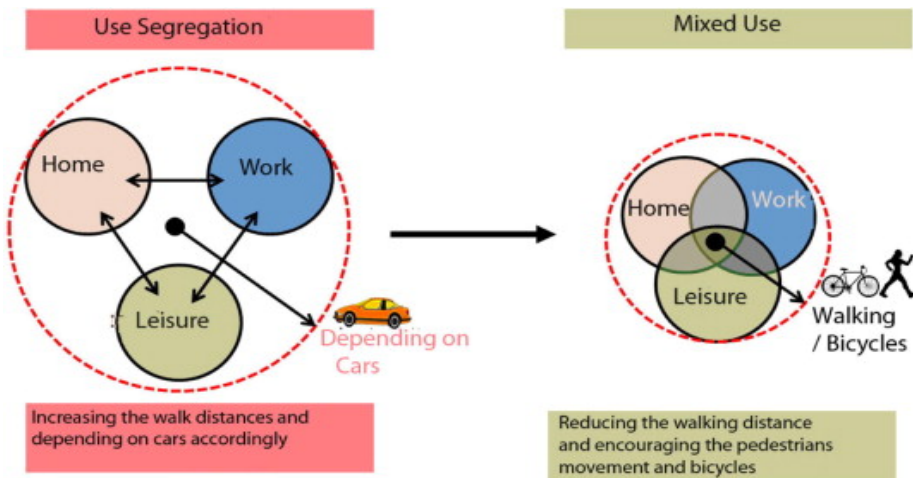 Use Segregation
Home
Work
Leisure
Depending on
Cars
Increasing the walk distances and
depending on cars accordingly
Mixed Use
Home
Work
Leisure
Walking
/ Bicycles
Reducing the walking distance
and encouraging the pedestrians
movement and bicycles